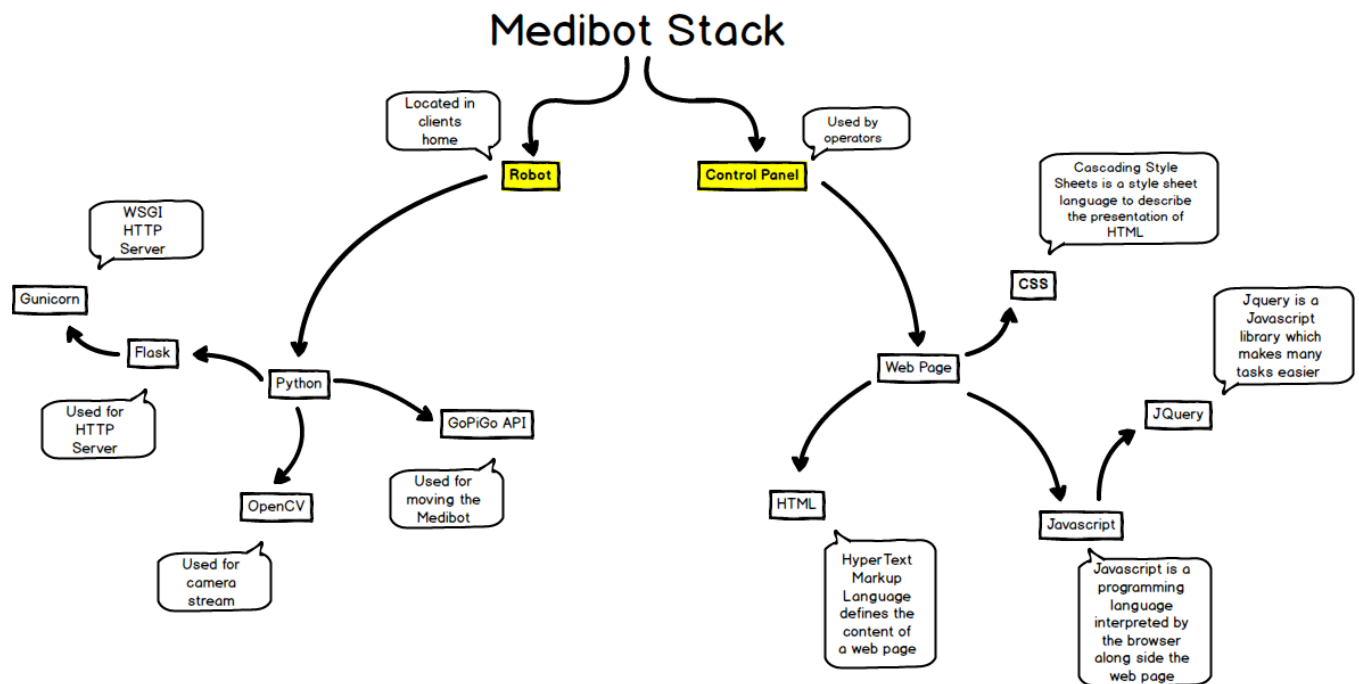 Medibot Stack
Located in
clients
home
Used by
operators
Robot
Control Panel
Cascading Style
Sheets is a style sheet
language to describe
the presentation of
HTML
WSGI
HTTP
Server
CSS
Gunicorn
Jquery is a
Javascript
library which
makes many
tasks easier
Flask
Python
Web Page
Used for
HTTP
Server
GoPiGo API
JQuery
Used for
moving the
Medibot
OpenCV
HTML
Javascript
Used for
camera
stream
HyperText
Markup
Language
defines the
content of
a web page
Javascript is a
programming
language
interpreted by
the browser
along side the
web page